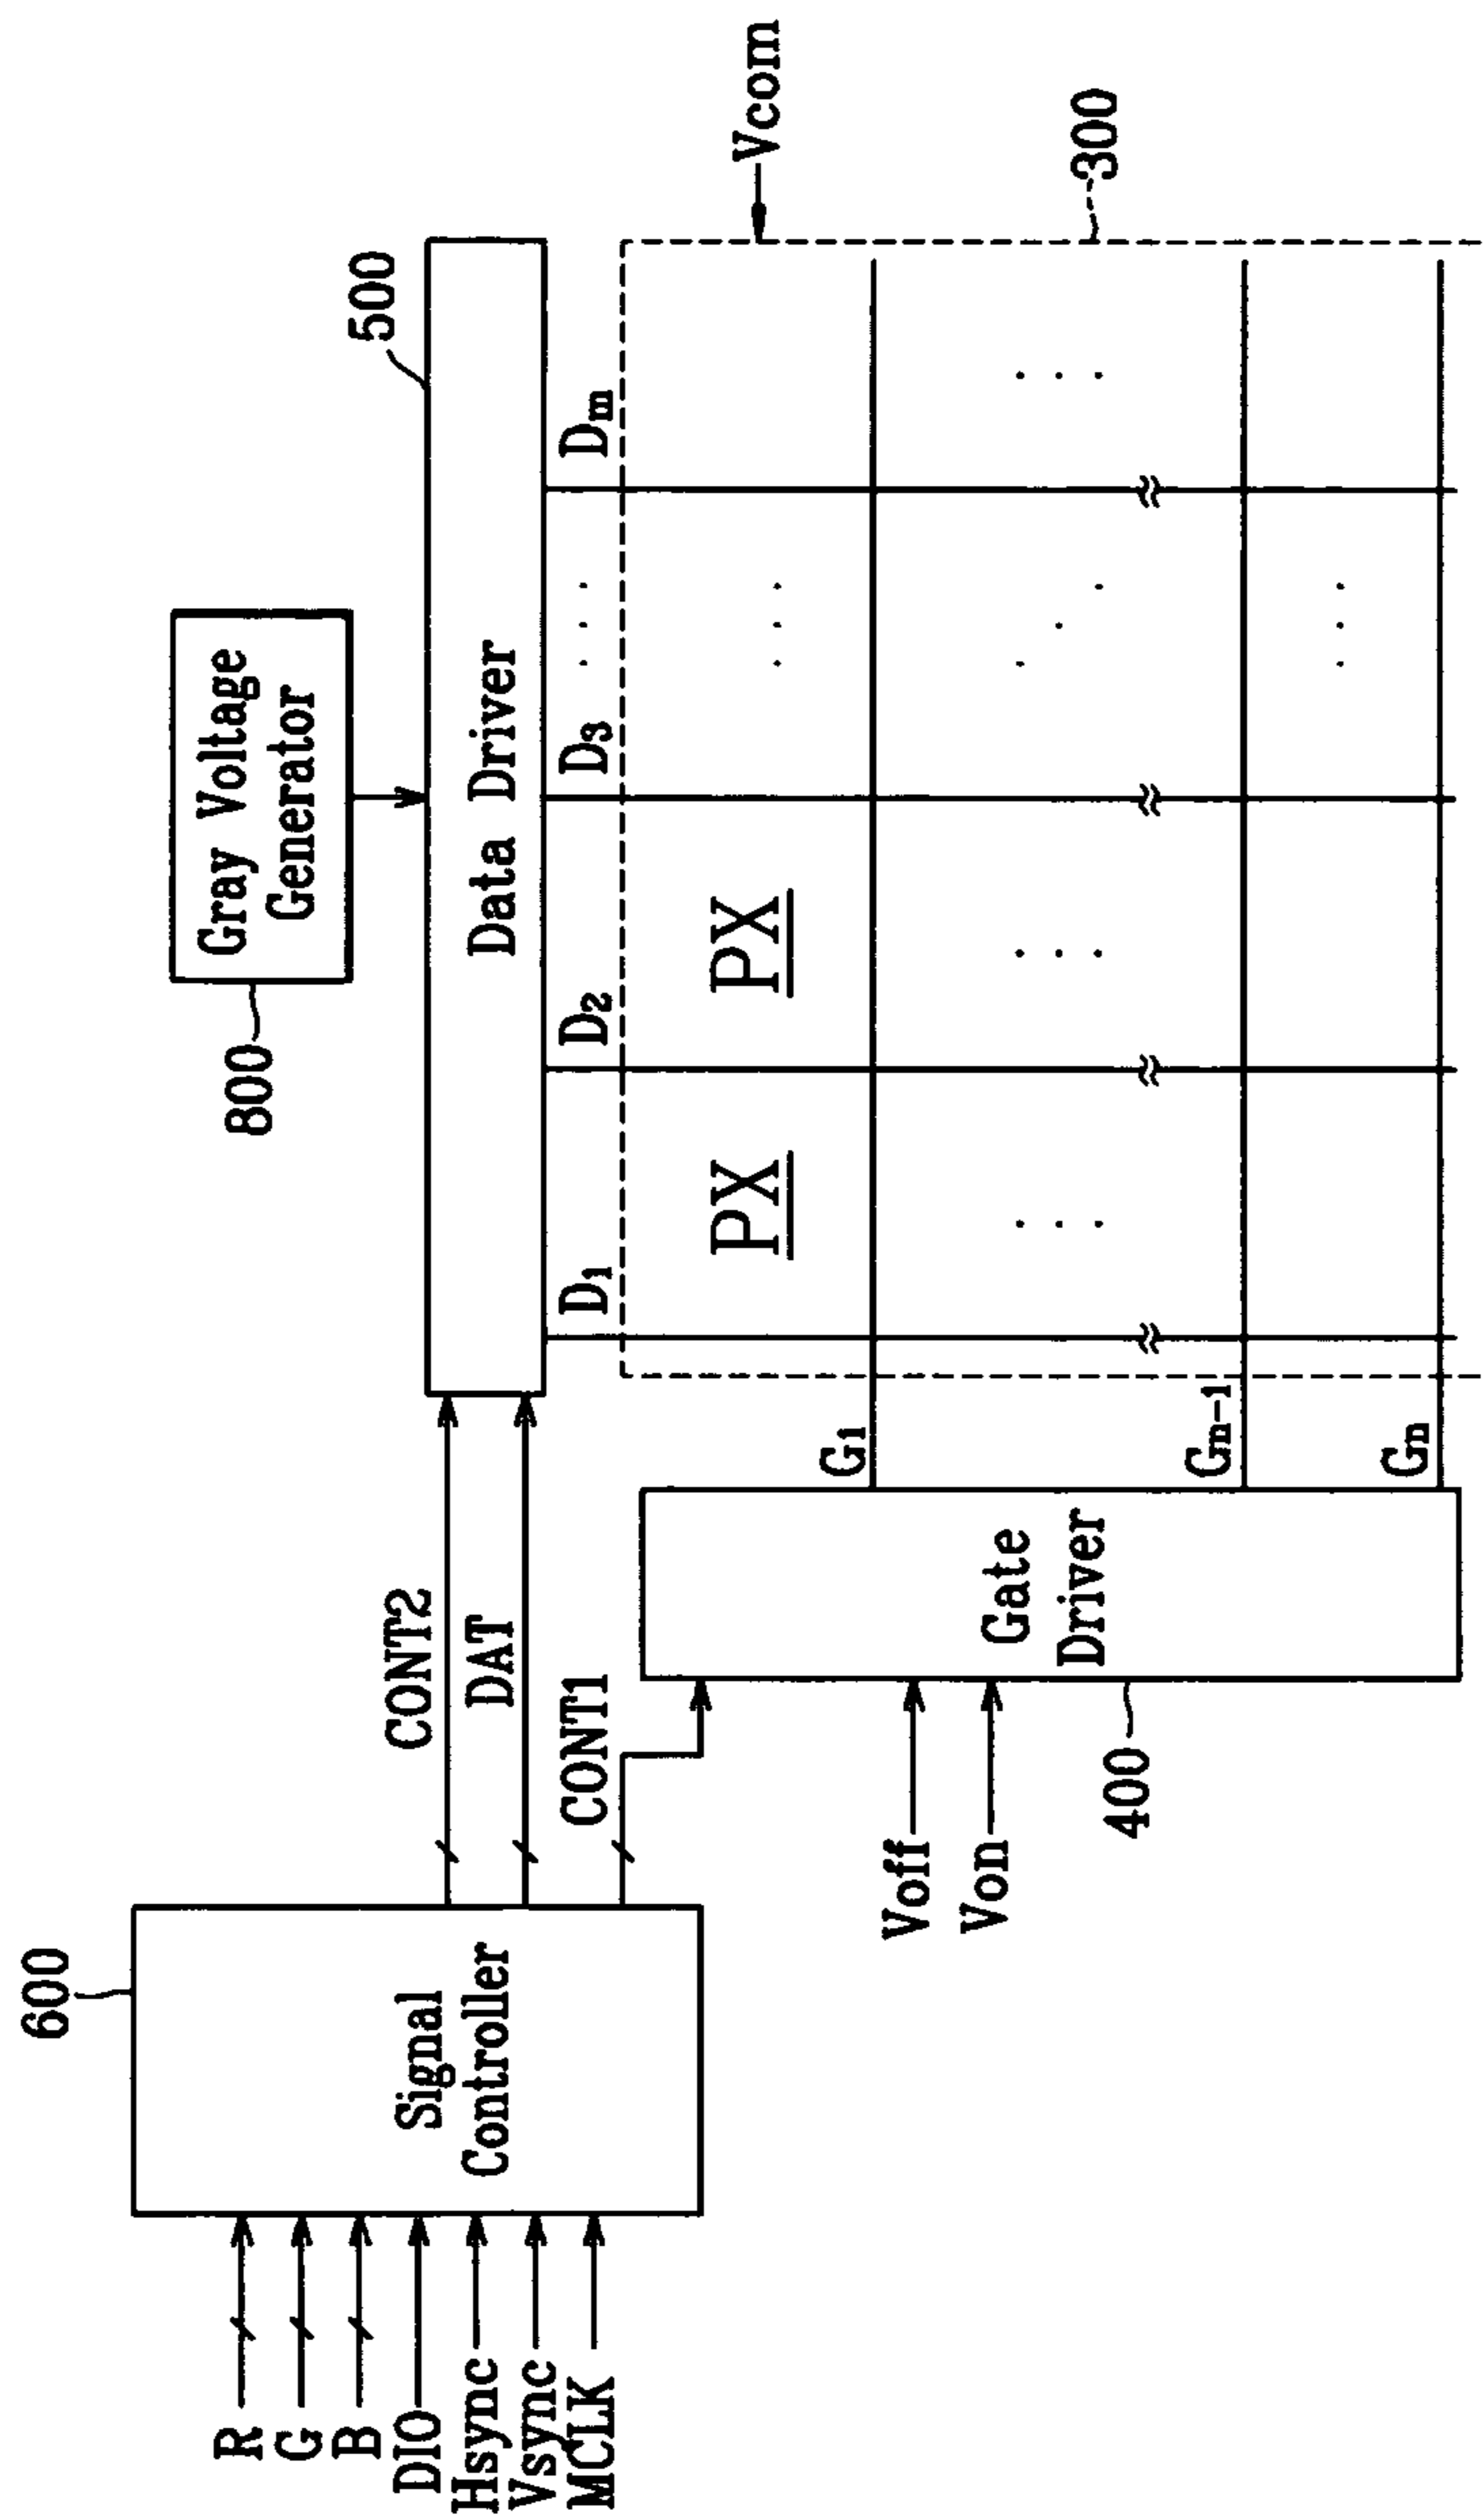 600
800
Gray Voltage
Generator
500
R
G
B
DIO
Hsync
Vsync
MCLK
Signal
Controller
CONT2
DAT
CONT1
Data Driver
D1
D2
D3
Dm
Vcom
PX
PX
G1
Gn-1
Gn
300
Voff
Von
Gate
Driver
400